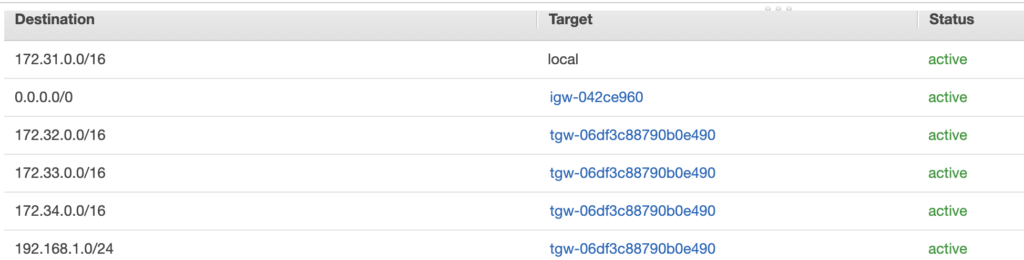 Destination Target Status
172.31.0.0/16 local active
0.0.0.0/0 igw-042ce960 active
172.32.0.0/16 tgw-06df3c88790b0e490 active
172.33.0.0/16 tgw-06df3c88790b0e490 active
172.34.0.0/16 tgw-06df3c88790b0e490 active
192.168.1.0/24 tgw-06df3c88790b0e490 active